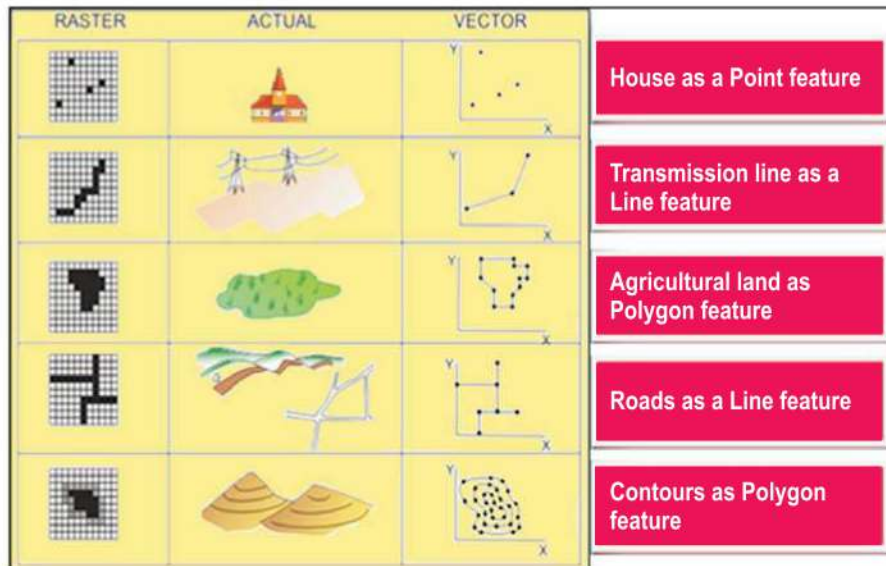 RASTER ACTUAL VECTOR
Y
X
House as a Point feature
Y
X
Transmission line as a
Line feature
Y
X
Agricultural land as
Polygon feature
Y
X
Roads as a Line feature
Y
X
Contours as Polygon
feature